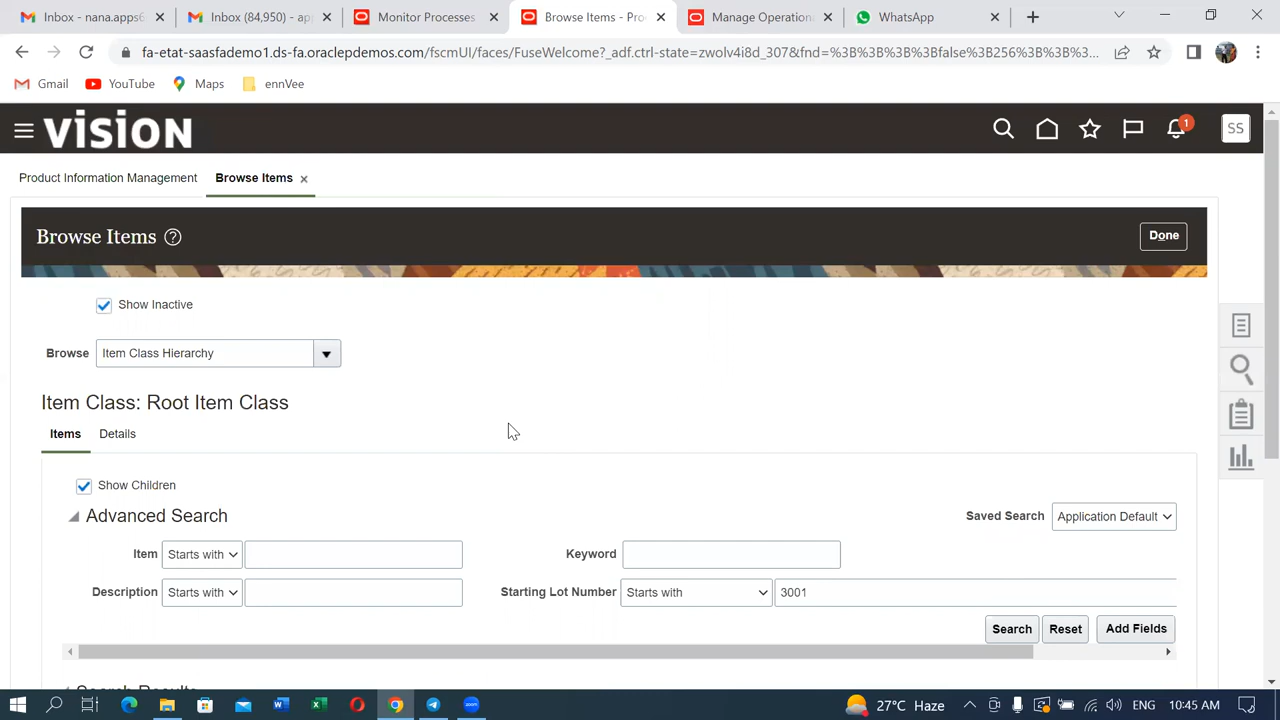 Inbox - nana.apps6
Inbox (84,950) - ap
Monitor Processes
Browse Items - Pro
Manage Operation
WhatsApp
fa-etat-saasfademo1.ds-fa.oraclepdemos.com/fscmUI/faces/FuseWelcome?_adf.ctrl-state=zwolv4i8d_307&fnd=%3B%3B%3B%3Bfalse%3B256%3B%3B%3...
Gmail
YouTube
Maps
ennVee
VISION
1
SS
Product Information Management
Browse Items
Browse Items ?
Done
Show Inactive
Browse Item Class Hierarchy
Item Class: Root Item Class
Items
Details
Show Children
Advanced Search
Saved Search Application Default
Item Starts with
Keyword
Description Starts with
Starting Lot Number Starts with 3001
Search
Reset
Add Fields
27°C Haze
ENG
10:45 AM